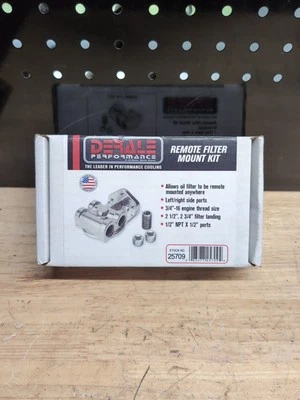 DERALE
PERFORMANCE
THE LEADER IN PERFORMANCE COOLING
REMOTE FILTER
MOUNT KIT
• Allows oil filter to be remote
mounted anywhere
• Left/right side ports
• 3/4"-16 engine thread size
• 2 1/2", 2 3/4" filter landing
• 1/2" NPT X 1/2" ports
STOCK NO.
25709